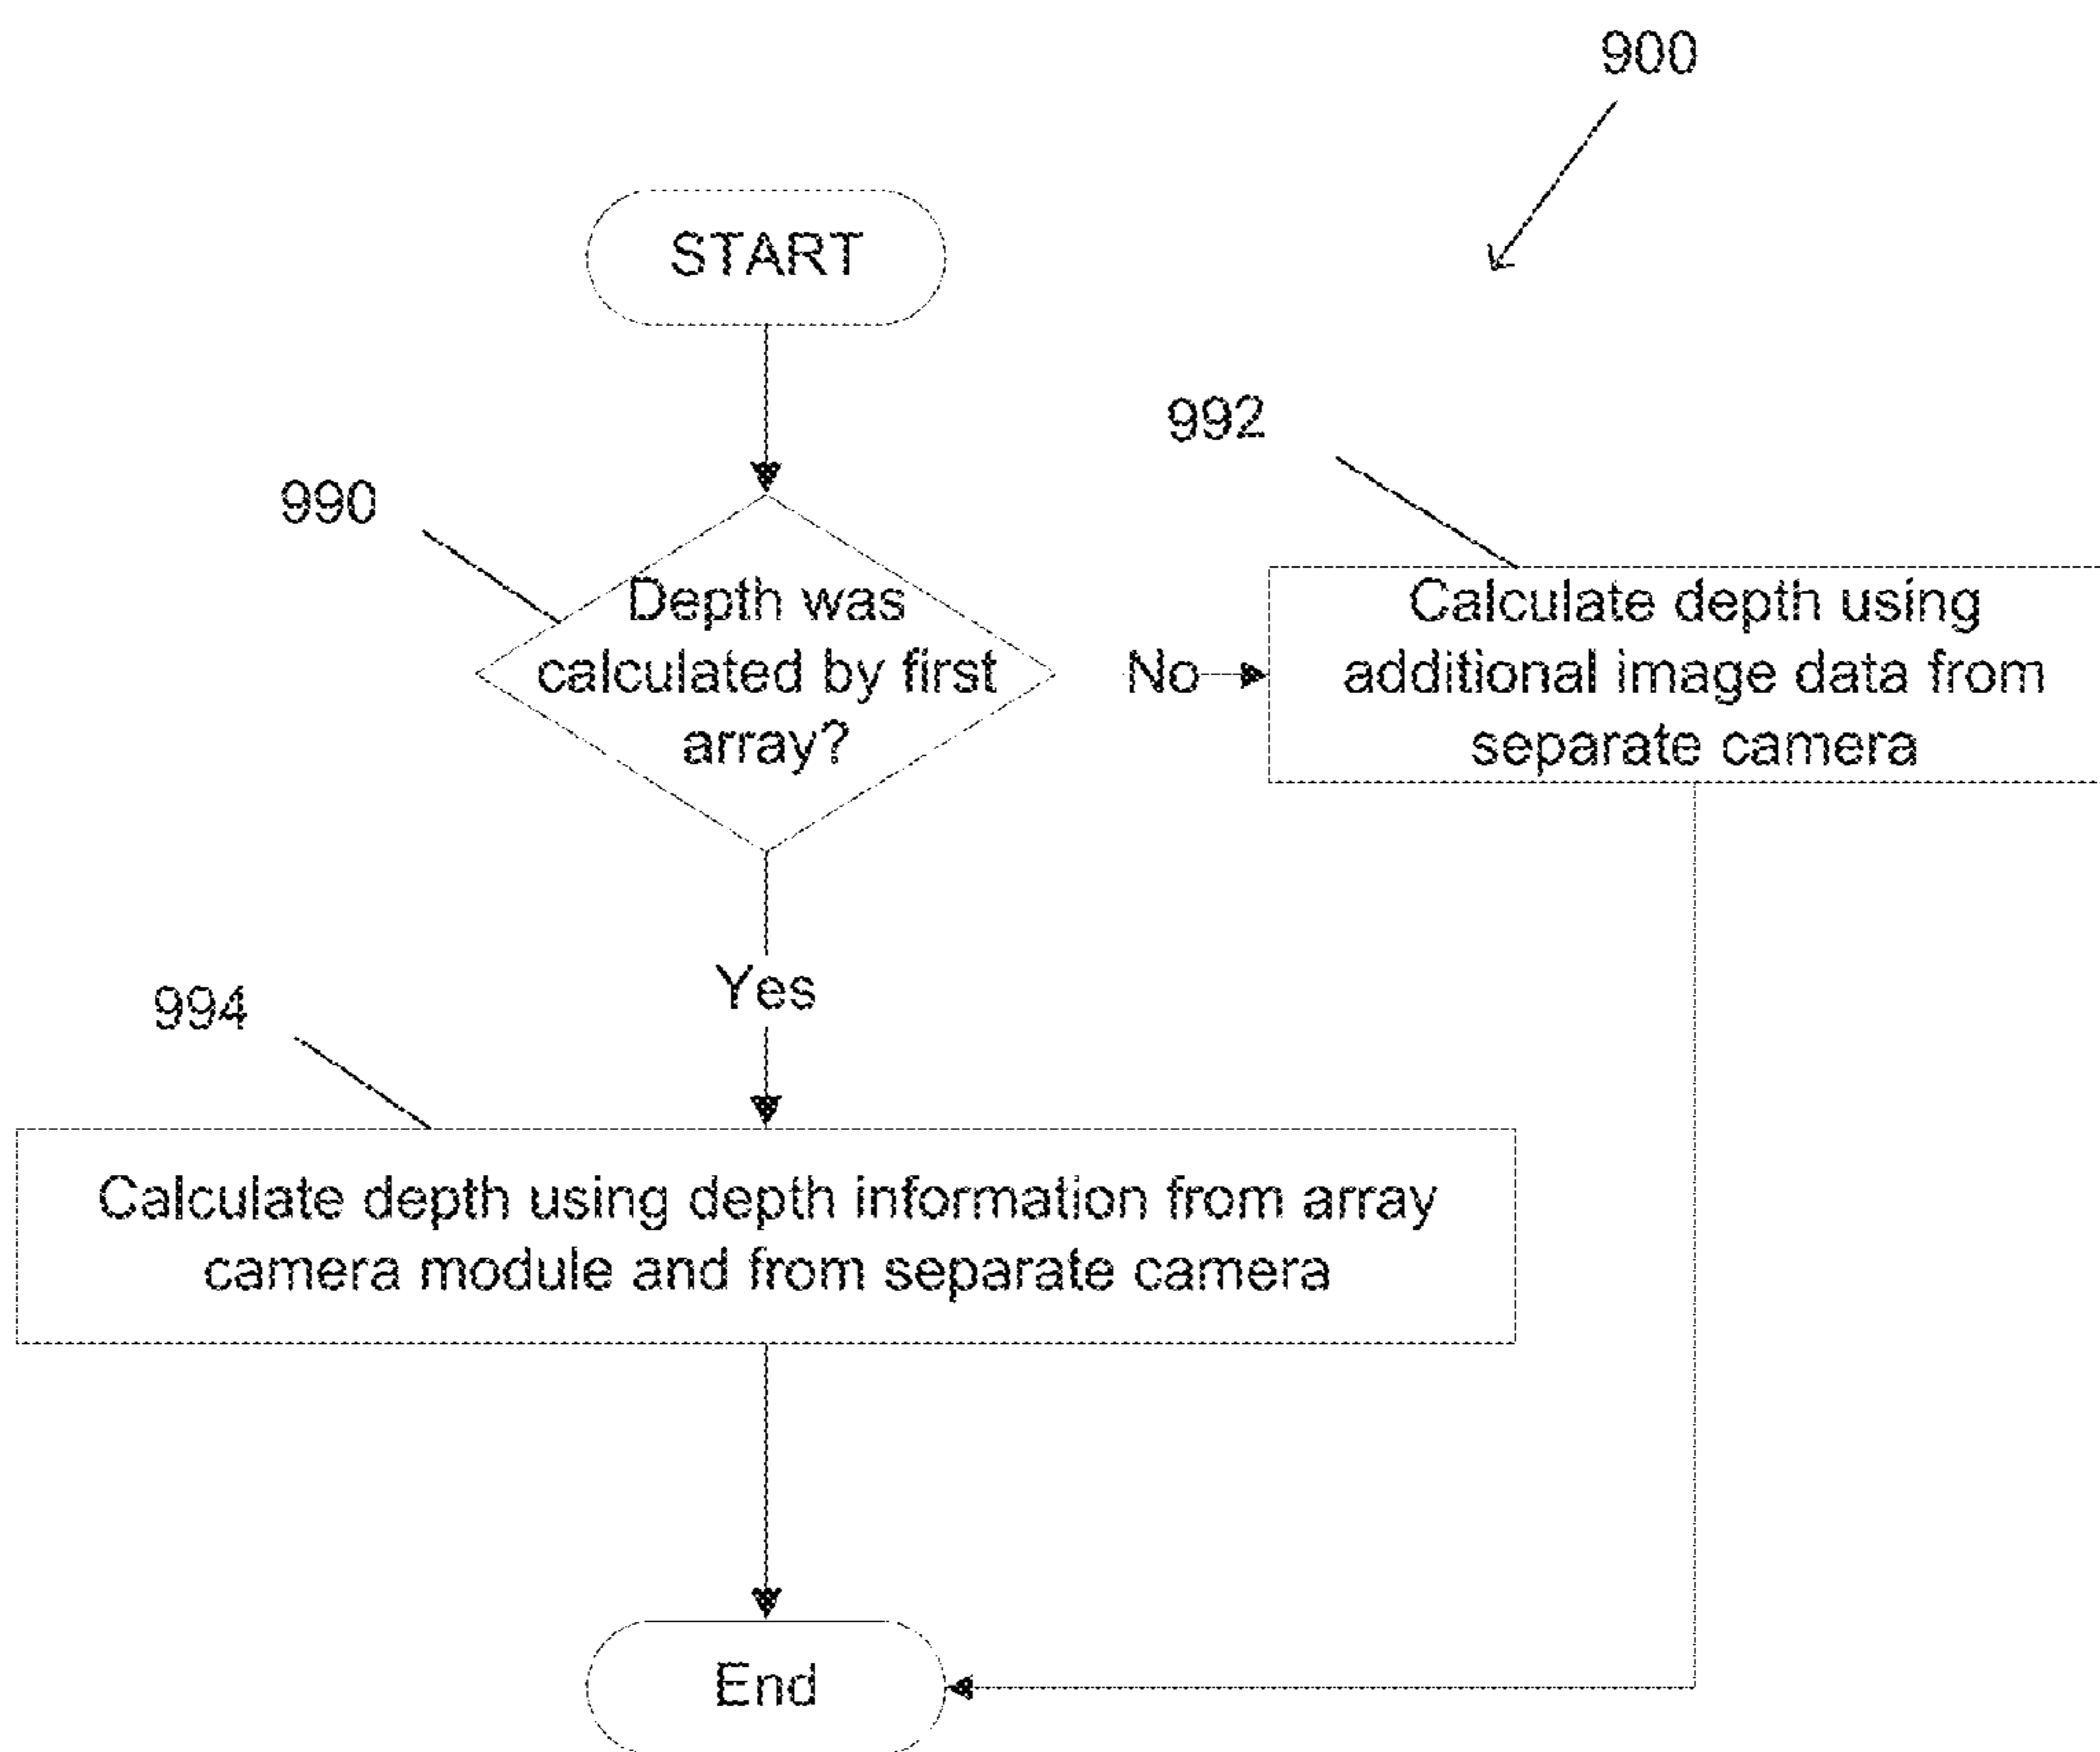 900
START
992
990
Depth was
calculated by first
array?
No
Calculate depth using
additional image data from
separate camera
Yes
994
Calculate depth using depth information from array
camera module and from separate camera
End